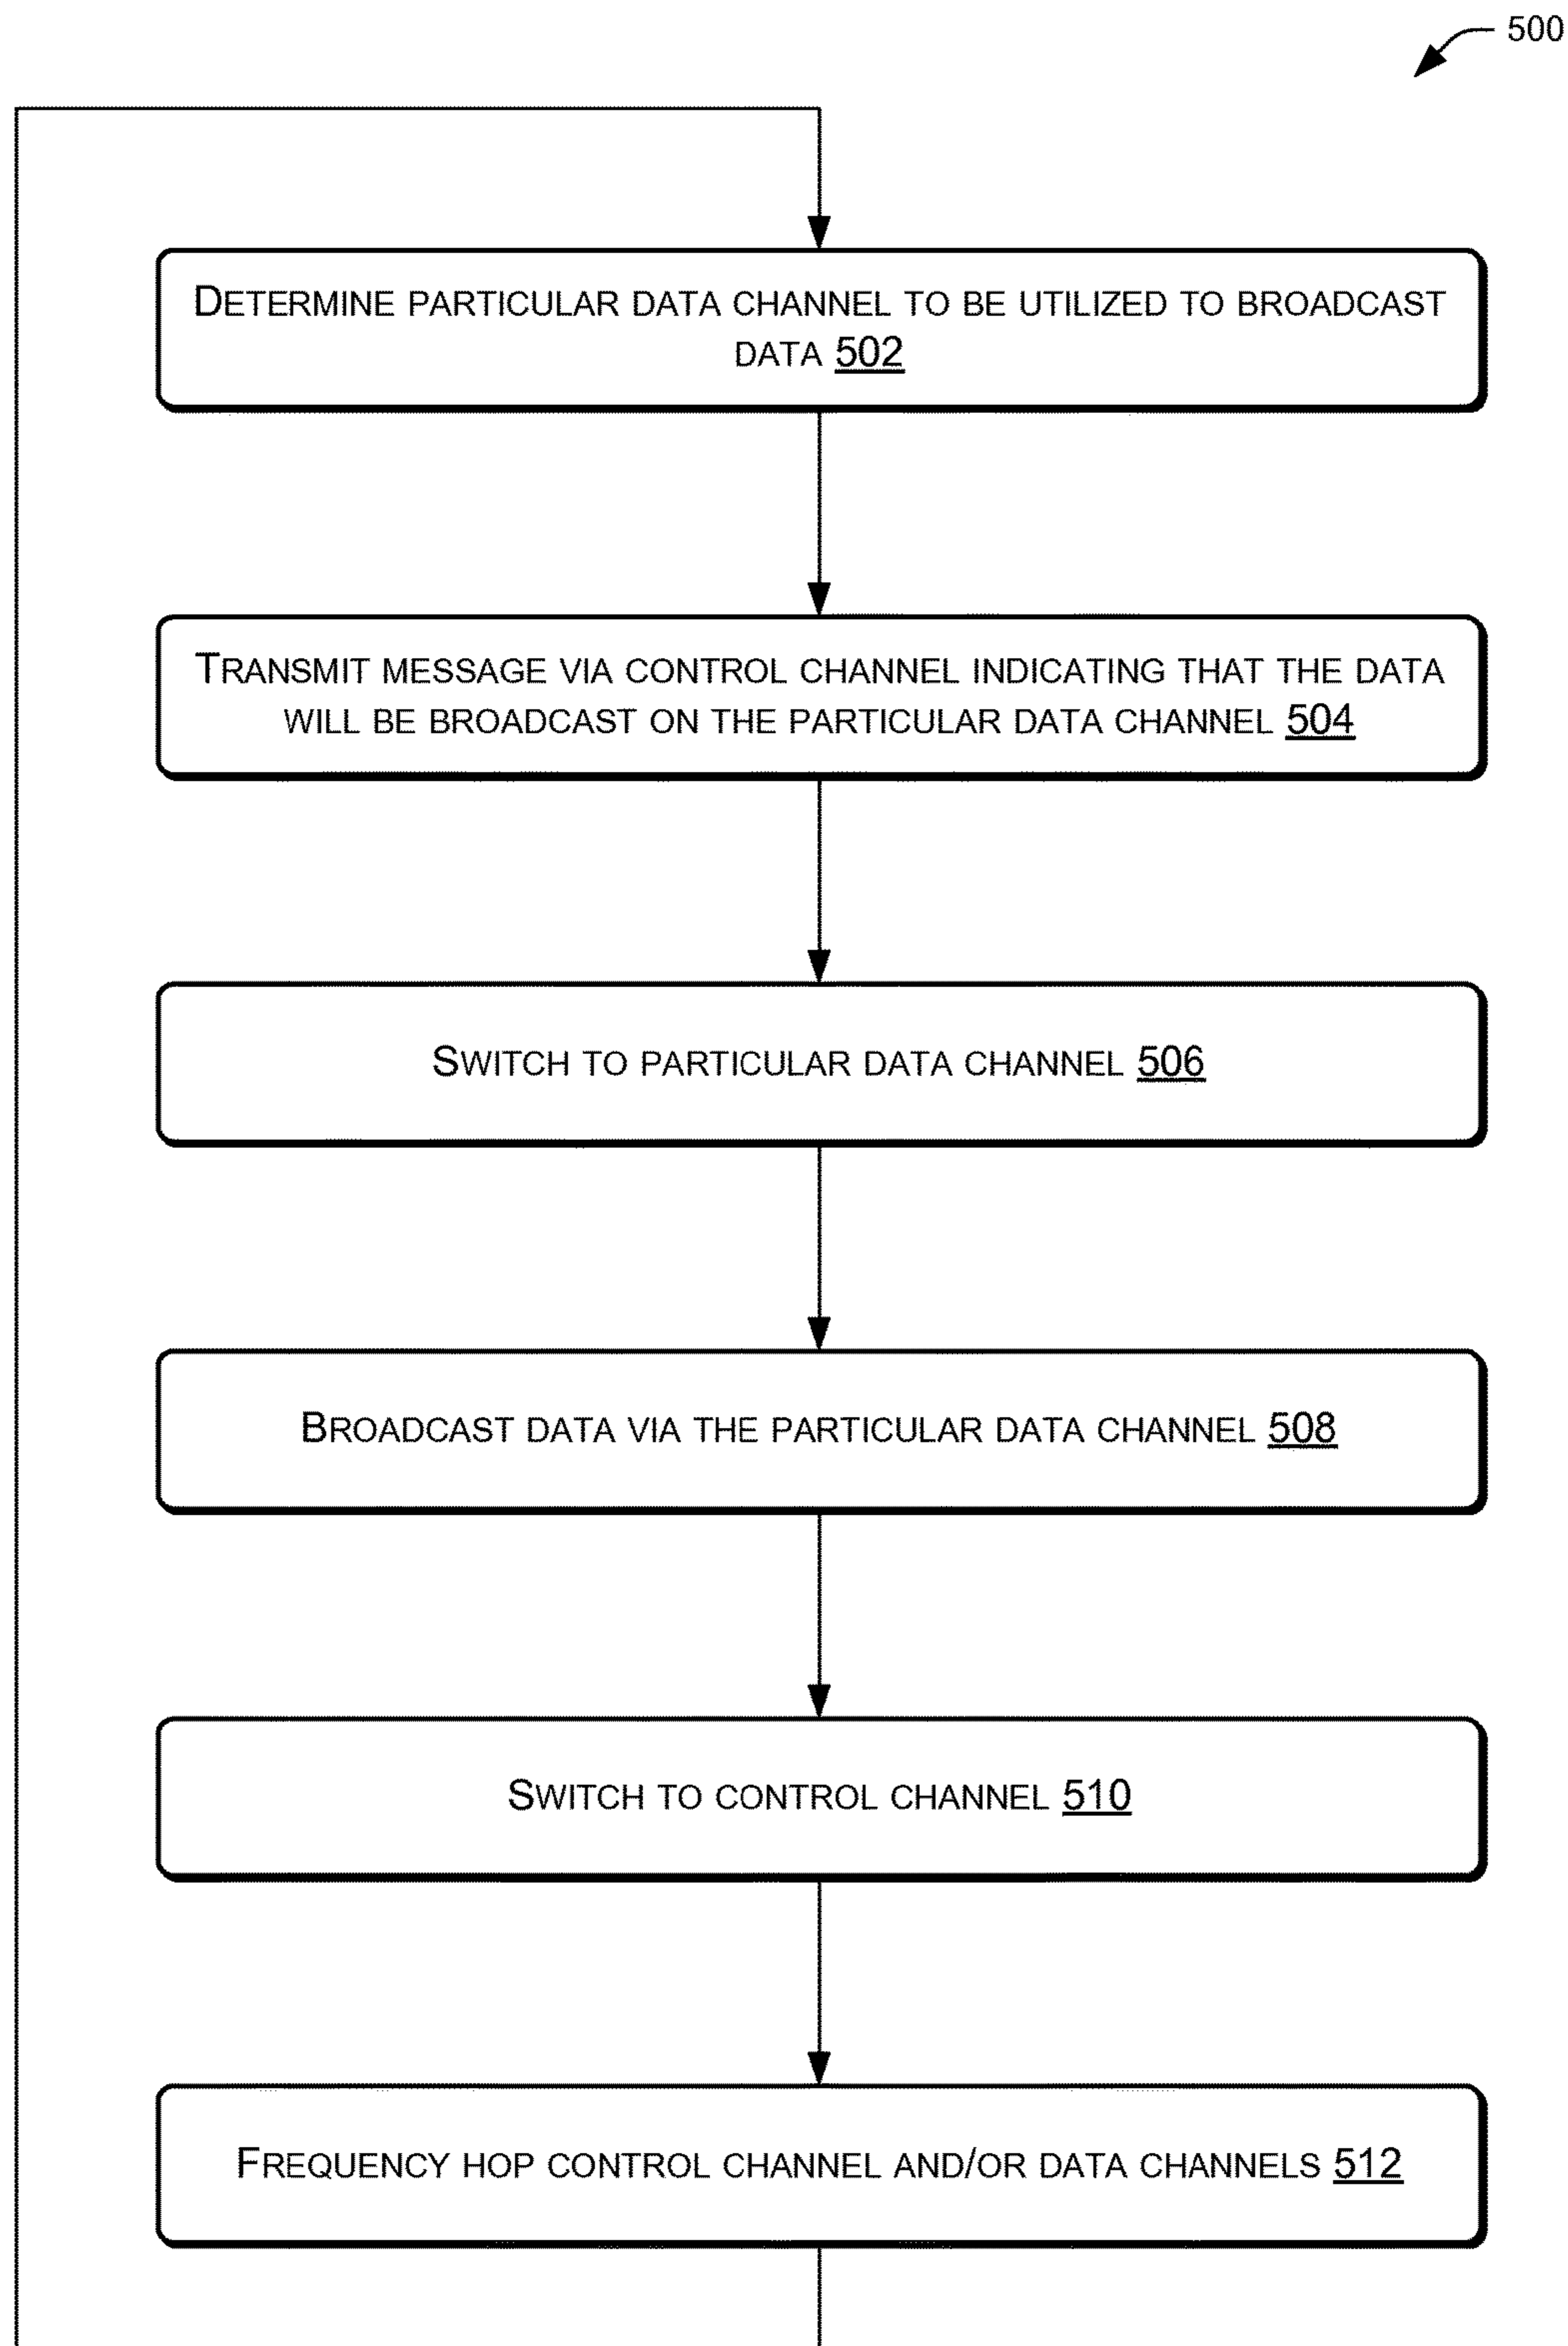 500
DETERMINE PARTICULAR DATA CHANNEL TO BE UTILIZED TO BROADCAST
DATA 502
TRANSMIT MESSAGE VIA CONTROL CHANNEL INDICATING THAT THE DATA
WILL BE BROADCAST ON THE PARTICULAR DATA CHANNEL 504
SWITCH TO PARTICULAR DATA CHANNEL 506
BROADCAST DATA VIA THE PARTICULAR DATA CHANNEL 508
SWITCH TO CONTROL CHANNEL 510
FREQUENCY HOP CONTROL CHANNEL AND/OR DATA CHANNELS 512